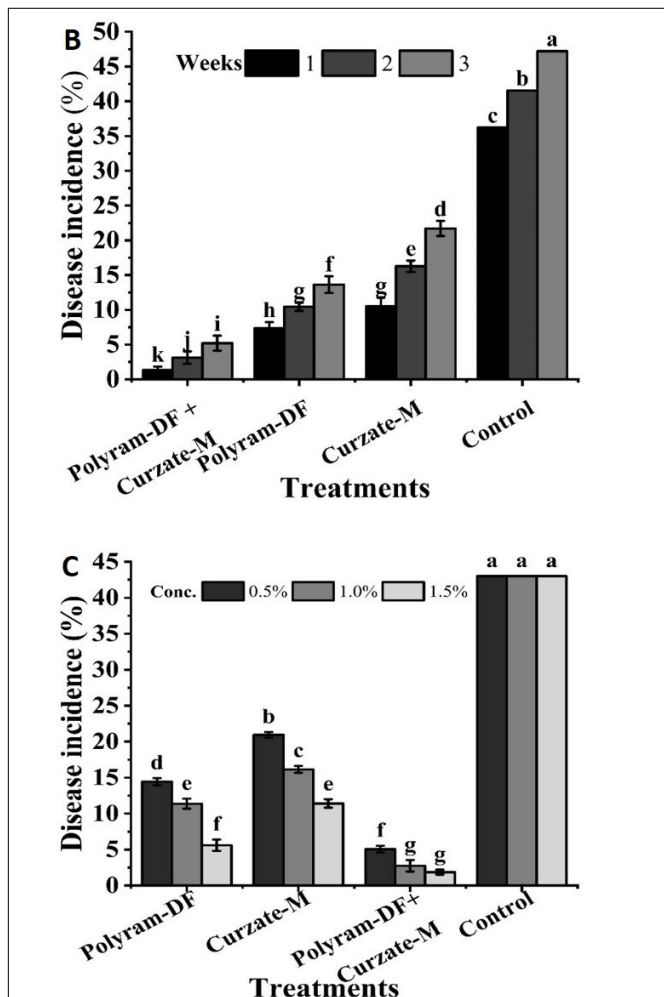 B
Weeks 1 2 3
Disease incidence (%)
50
45
40
35
30
25
20
15
10
5
0
k j i
h g f
g e d
c b a
Polyram-DF +
Curzate-M
Polyram-DF
Curzate-M
Control
Treatments
C
Conc. 0.5% 1.0% 1.5%
Disease incidence (%)
45
40
35
30
25
20
15
10
5
0
d e f
b c e
f g g
a a a
Polyram-DF
Curzate-M
Polyram-DF+
Curzate-M
Control
Treatments